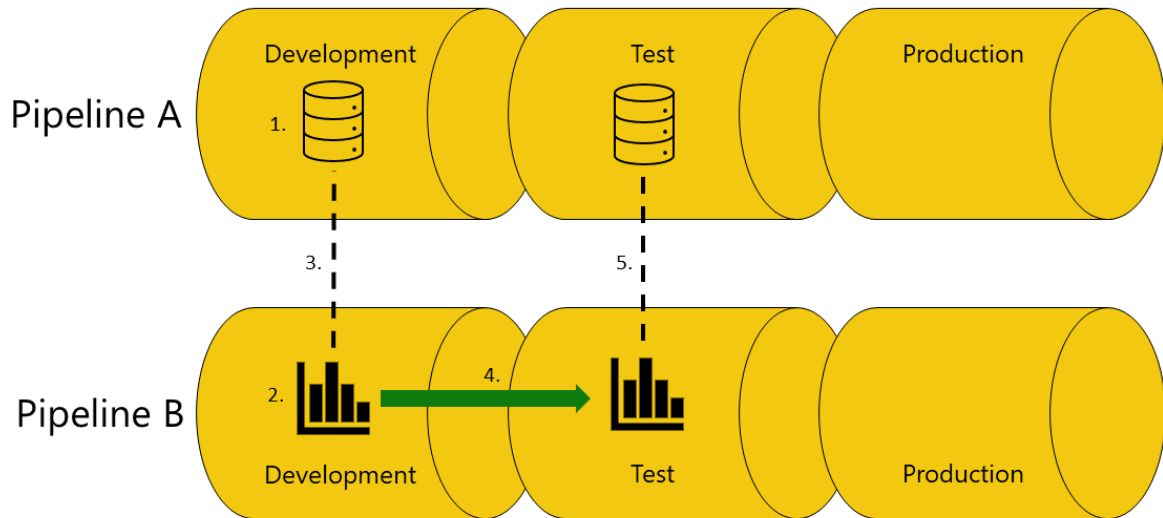 Development
Test
Production
Pipeline A
1.
3.
5.
4.
2.
Pipeline B
Development
Test
Production